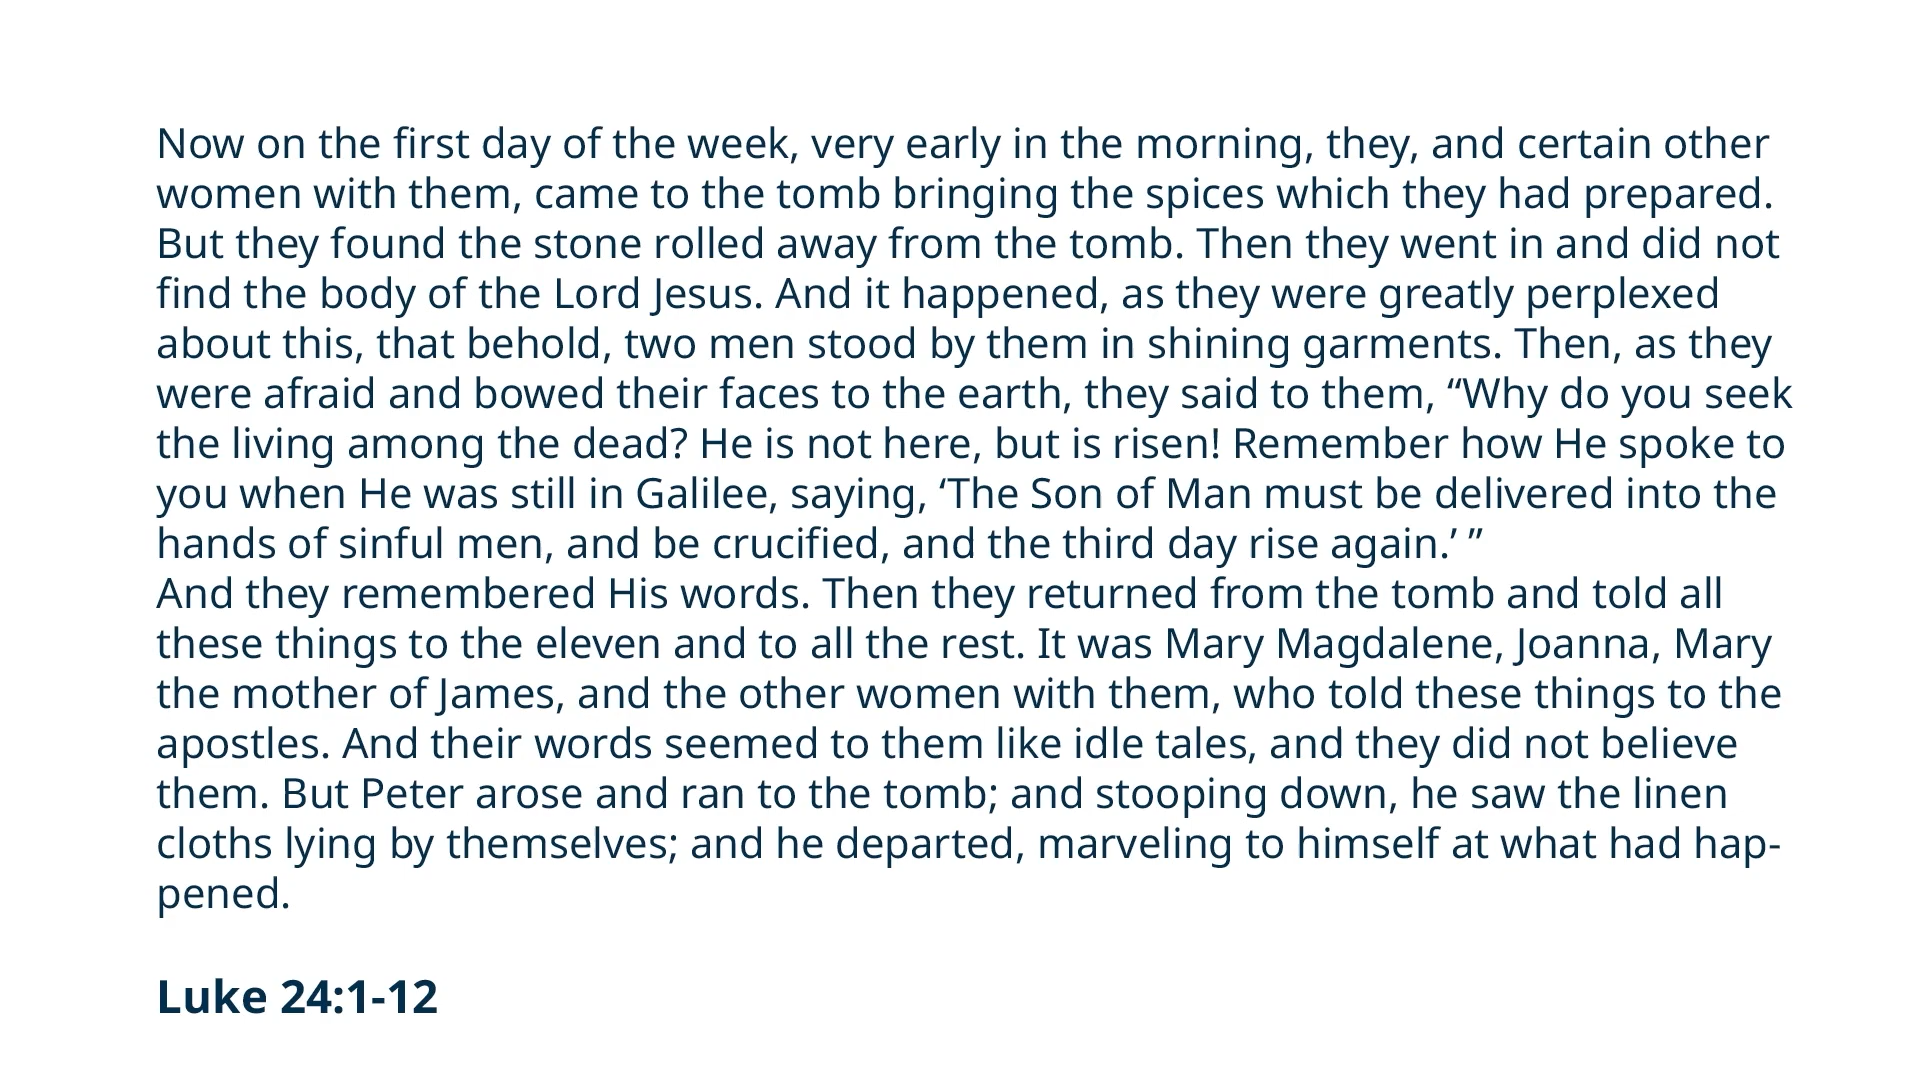 Now on the first day of the week, very early in the morning, they, and certain other
women with them, came to the tomb bringing the spices which they had prepared.
But they found the stone rolled away from the tomb. Then they went in and did not
find the body of the Lord Jesus. And it happened, as they were greatly perplexed
about this, that behold, two men stood by them in shining garments. Then, as they
were afraid and bowed their faces to the earth, they said to them, “Why do you seek
the living among the dead? He is not here, but is risen! Remember how He spoke to
you when He was still in Galilee, saying, ‘The Son of Man must be delivered into the
hands of sinful men, and be crucified, and the third day rise again.’ ”
And they remembered His words. Then they returned from the tomb and told all
these things to the eleven and to all the rest. It was Mary Magdalene, Joanna, Mary
the mother of James, and the other women with them, who told these things to the
apostles. And their words seemed to them like idle tales, and they did not believe
them. But Peter arose and ran to the tomb; and stooping down, he saw the linen
cloths lying by themselves; and he departed, marveling to himself at what had hap-
pened.
Luke 24:1-12